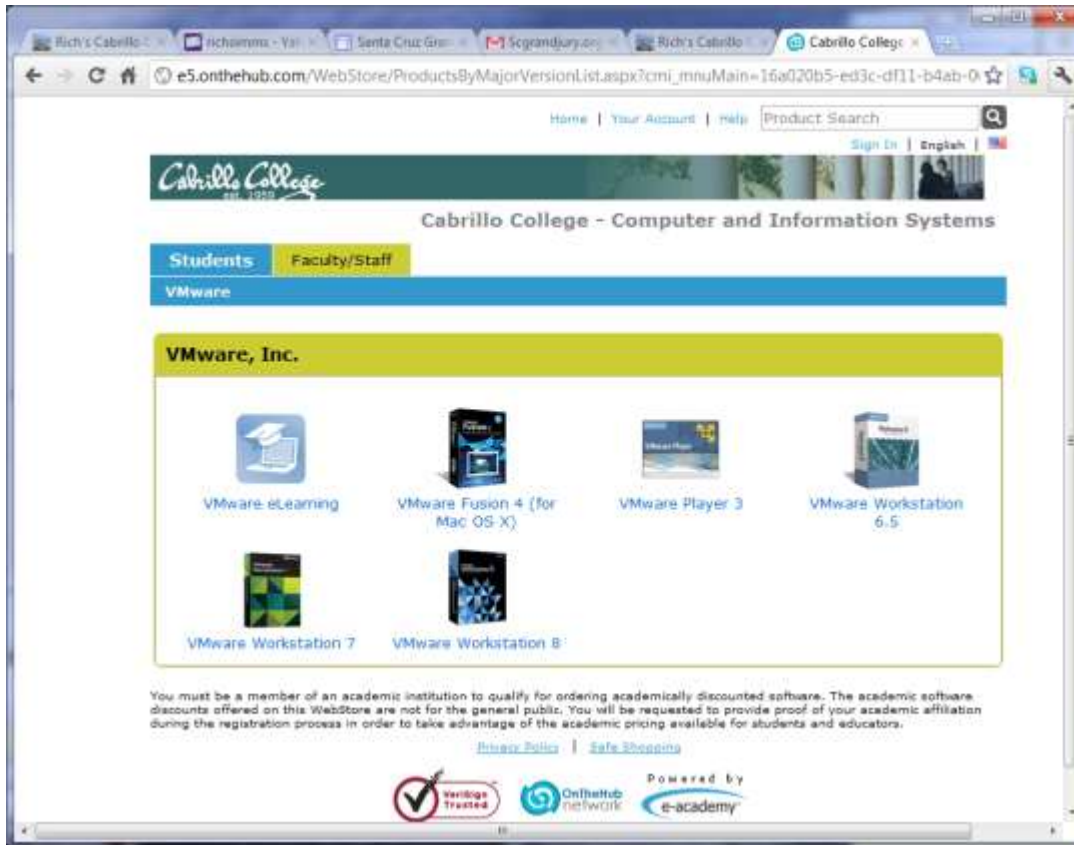 Rich's Cabrillo
Santa Cruz Gran
Scgrandjury.org
Rich's Cabrillo
Cabrillo College
e5.onthehub.com/WebStore/ProductsByMajorVersionList.aspx?cmi_mnuMain=16a020b5-ed3c-df11-b4ab-0
Home | Your Account | Help
Product Search
Sign In | English |
Cabrillo College
est. 1959
Cabrillo College - Computer and Information Systems
Students
Faculty/Staff
VMware
VMware, Inc.
VMware eLearning
VMware Fusion 4 (for
Mac OS X)
VMware Player 3
VMware Workstation
6.5
VMware Workstation 7
VMware Workstation 8
You must be a member of an academic institution to qualify for ordering academically discounted software. The academic software
discounts offered on this WebStore are not for the general public. You will be requested to provide proof of your academic affiliation
during the registration process in order to take advantage of the academic pricing available for students and educators.
Privacy Policy | Safe Shopping
VeriSign
Trusted
OnTheHub
network
Powered by
e-academy